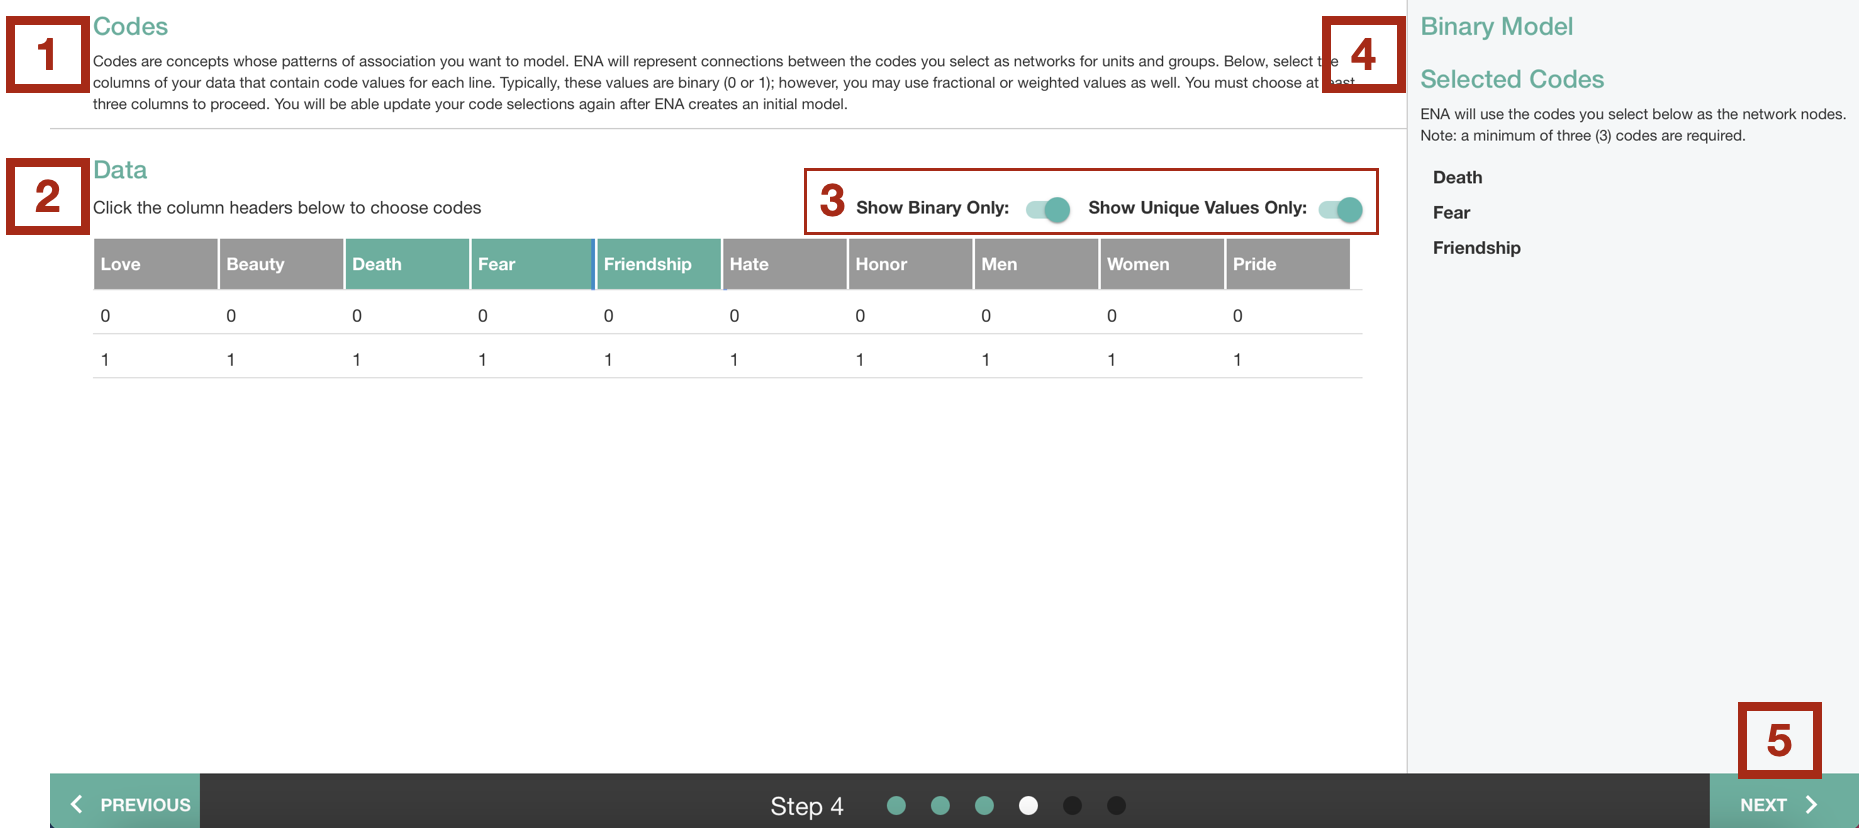 1
Codes
Codes are concepts whose patterns of association you want to model. ENA will represent connections between the codes you select as networks for units and groups. Below, select the
columns of your data that contain code values for each line. Typically, these values are binary (0 or 1); however, you may use fractional or weighted values as well. You must choose at least
three columns to proceed. You will be able update your code selections again after ENA creates an initial model.
2
Data
Click the column headers below to choose codes
3 Show Binary Only: Show Unique Values Only:
Love Beauty Death Fear Friendship Hate Honor Men Women Pride
0 0 0 0 0 0 0 0 0 0
1 1 1 1 1 1 1 1 1 1
4
Binary Model
Selected Codes
ENA will use the codes you select below as the network nodes.
Note: a minimum of three (3) codes are required.
Death
Fear
Friendship
5
PREVIOUS
Step 4
NEXT